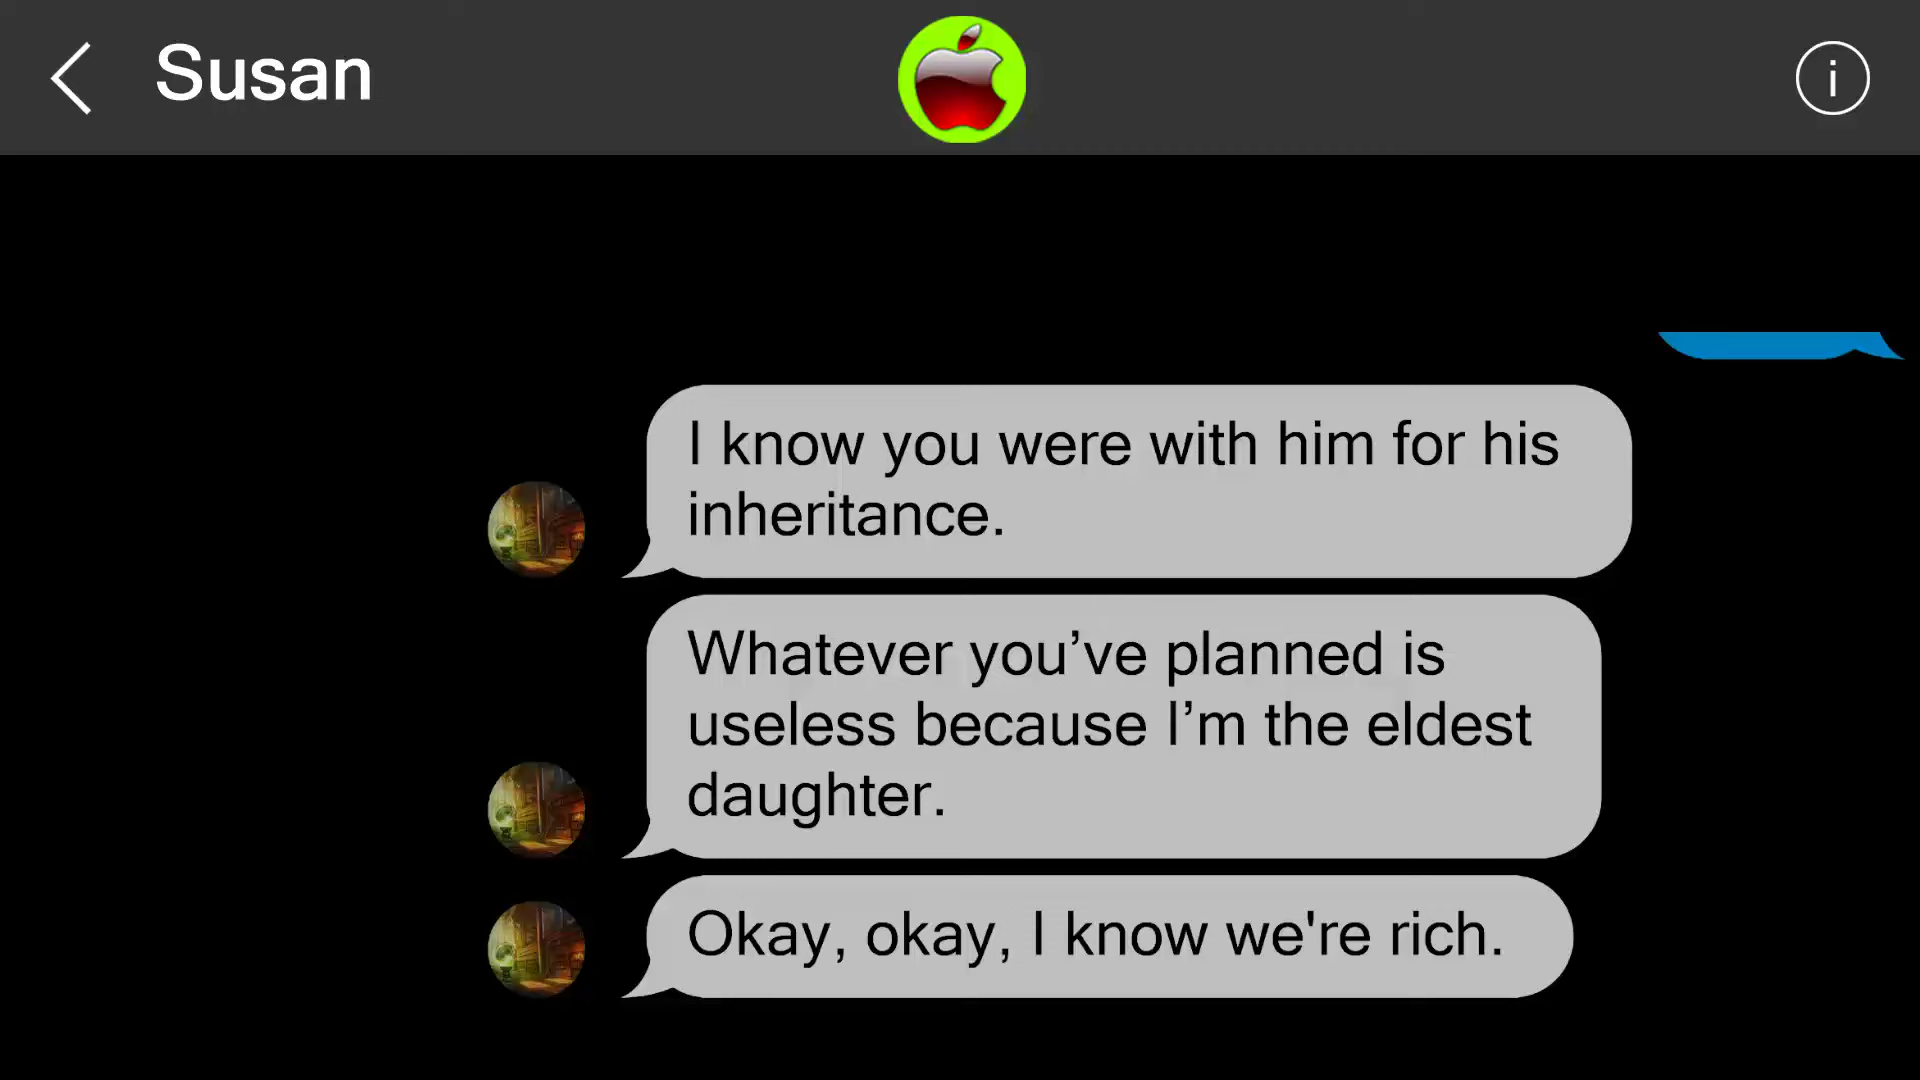 Susan
i
I know you were with him for his
inheritance.
Whatever you’ve planned is
useless because I’m the eldest
daughter.
Okay, okay, I know we're rich.